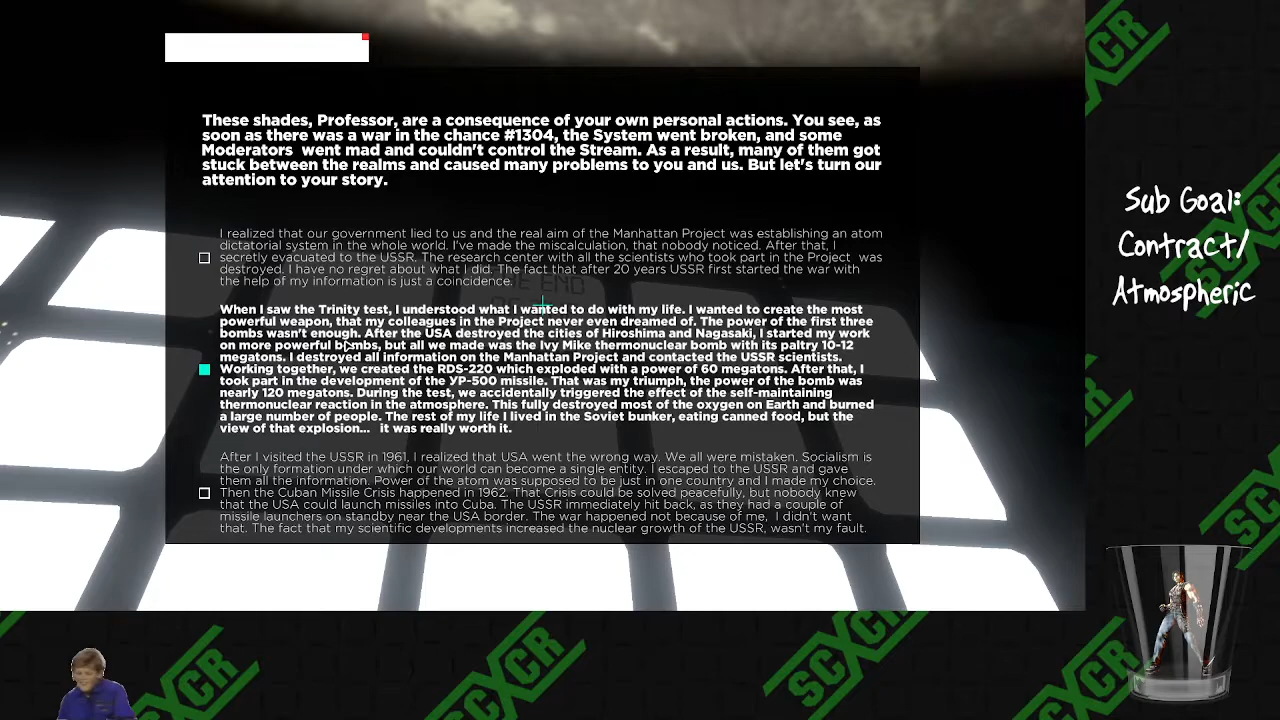 These shades, Professor, are a consequence of your own personal actions. You see, as
soon as there was a war in the chance #1304, the System went broken, and some
Moderators went mad and couldn't control the Stream. As a result, many of them got
stuck between the realms and caused many problems to you and us. But let's turn our
attention to your story.
I realized that our government lied to us and the real aim of the Manhattan Project was establishing an atom
dictatorial system in the whole world. I've made the miscalculation, that nobody noticed. After that, I
secretly evacuated to the USSR. The research center with all the scientists who took part in the Project was
destroyed. I have no regret about what I did. The fact that after 20 years USSR first started the war with
the help of my information is just a coincidence.
When I saw the Trinity test, I understood what I wanted to do with my life. I wanted to create the most
powerful weapon, that my colleagues in the Project never even dreamed of. The power of the first three
bombs wasn't enough. After the USA destroyed the cities of Hiroshima and Nagasaki, I started my work
on more powerful bombs, but all we made was the Ivy Mike thermonuclear bomb with its paltry 10-12
megatons. I destroyed all information on the Manhattan Project and contacted the USSR scientists.
Working together, we created the RDS-220 which exploded with a power of 60 megatons. After that, I
took part in the development of the УР-500 missile. That was my triumph, the power of the bomb was
nearly 120 megatons. During the test, we accidentally triggered the effect of the self-maintaining
thermonuclear reaction in the atmosphere. This fully destroyed most of the oxygen on Earth and burned
a large number of people. The rest of my life I lived in the Soviet bunker, eating canned food, but the
view of that explosion... it was really worth it.
After I visited the USSR in 1961, I realized that USA went the wrong way. We all were mistaken. Socialism is
the only formation under which our world can become a single entity. I escaped to the USSR and gave
them all the information. Power of the atom was supposed to be just in one country and I made my choice.
Then the Cuban Missile Crisis happened in 1962. That Crisis could be solved peacefully, but nobody knew
that the USA could launch missiles into Cuba. The USSR immediately hit back, as they had a couple of
missile launchers on standby near the USA border. The war happened not because of me, I didn't want
that. The fact that my scientific developments increased the nuclear growth of the USSR, wasn't my fault.
Sub Goal:
Contract/
Atmospheric
SCXCR
SCXCR
SCXCR
SCXCR
SCXCR